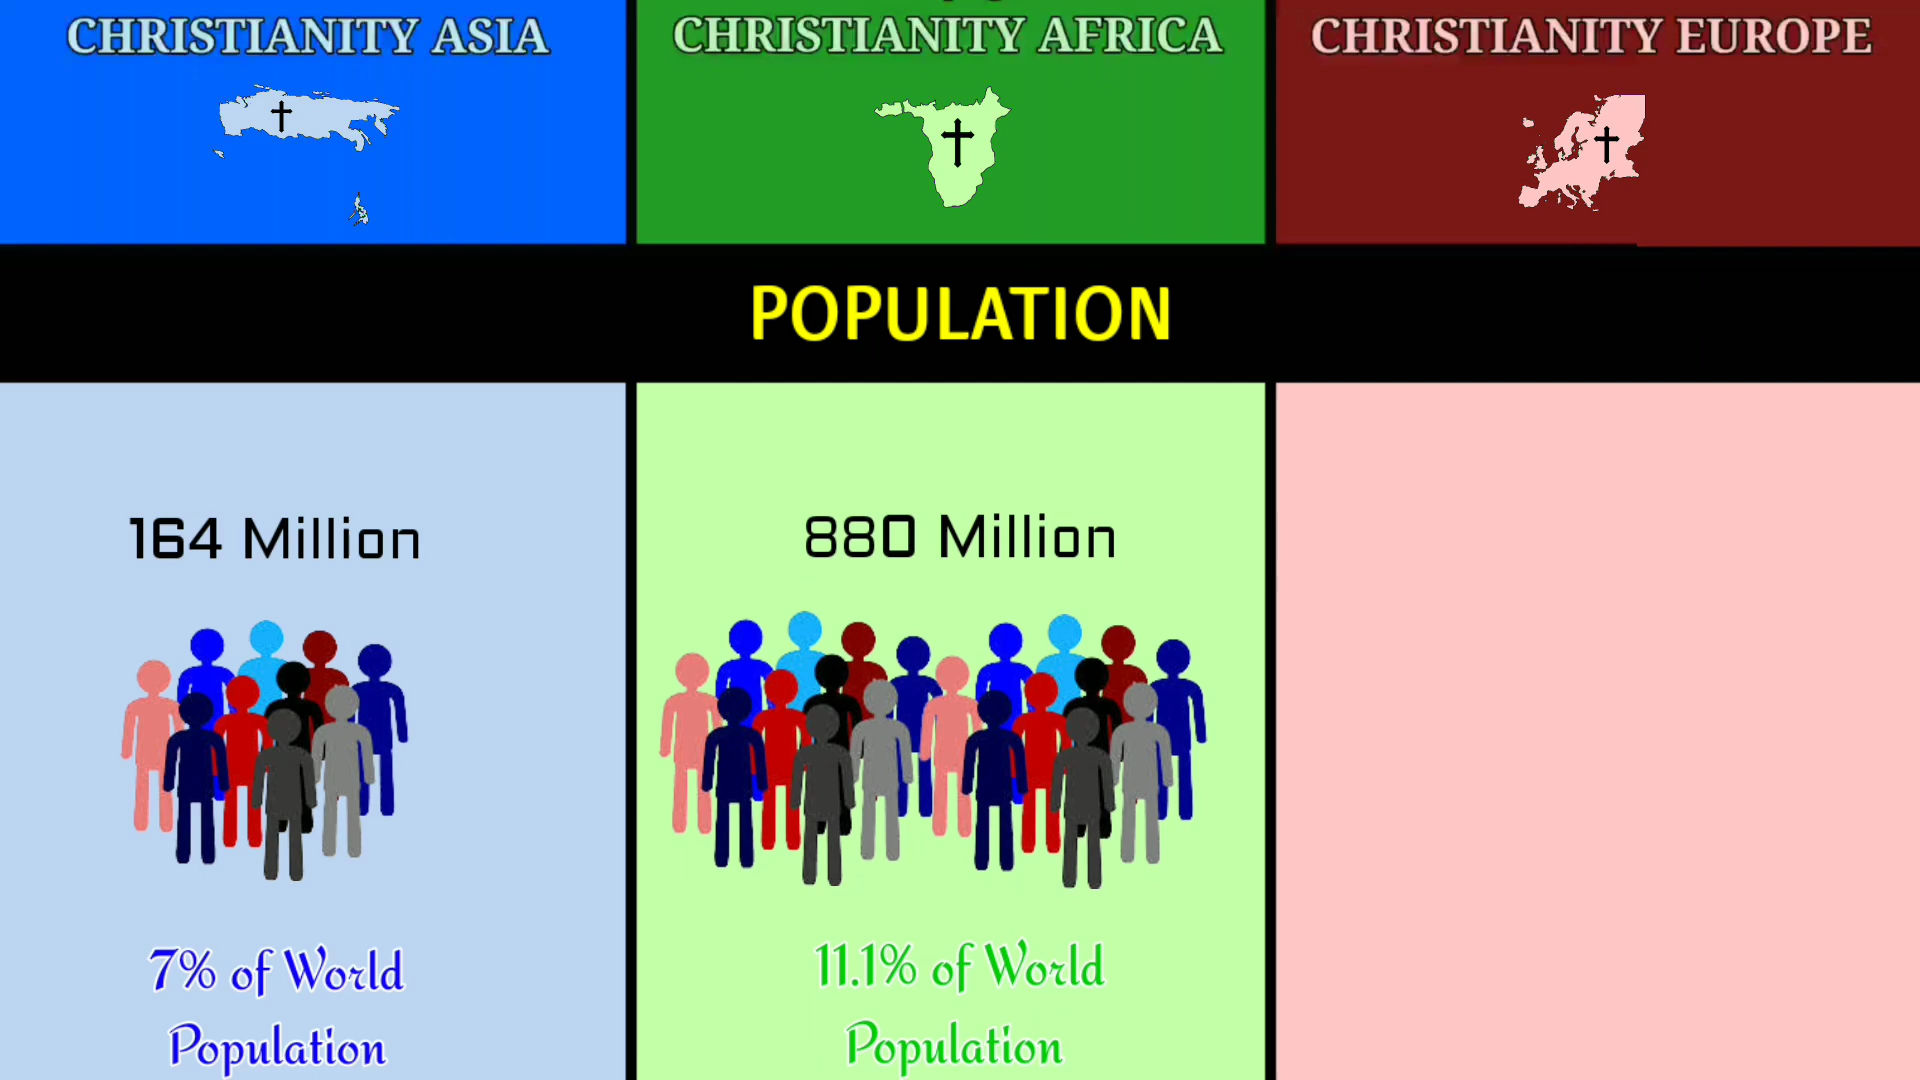 CHRISTIANITY ASIA
CHRISTIANITY AFRICA
CHRISTIANITY EUROPE
POPULATION
164 Million
880 Million
7% of World
Population
11.1% of World
Population